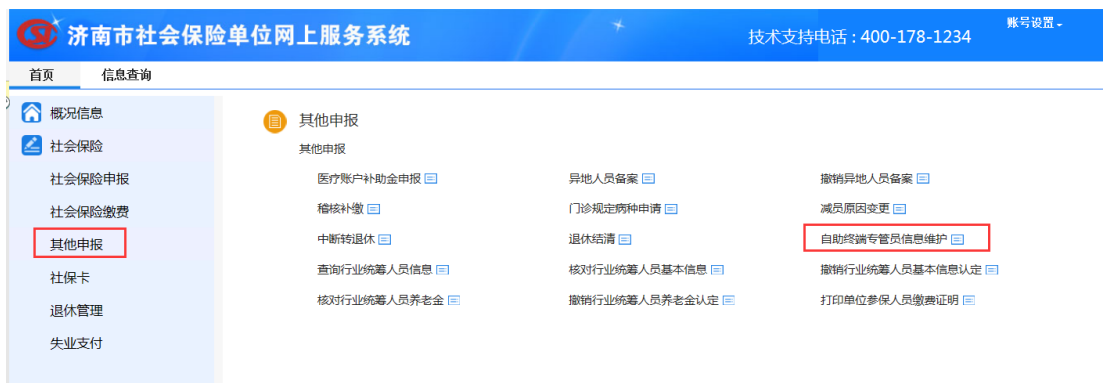 济南市社会保险单位网上服务系统
技术支持电话：400-178-1234
账号设置
首页 信息查询
概况信息
社会保险
社会保险申报
社会保险缴费
其他申报
社保卡
退休管理
失业支付
其他申报
其他申报
医疗账户补助金申报 异地人员备案 撤销异地人员备案
稽核补缴 门诊规定病种申请 减员原因变更
中断转退休 退休结清 自助终端专管员信息维护
查询行业统筹人员信息 核对行业统筹人员基本信息 撤销行业统筹人员基本信息认定
核对行业统筹人员养老金 撤销行业统筹人员养老金认定 打印单位参保人员缴费证明